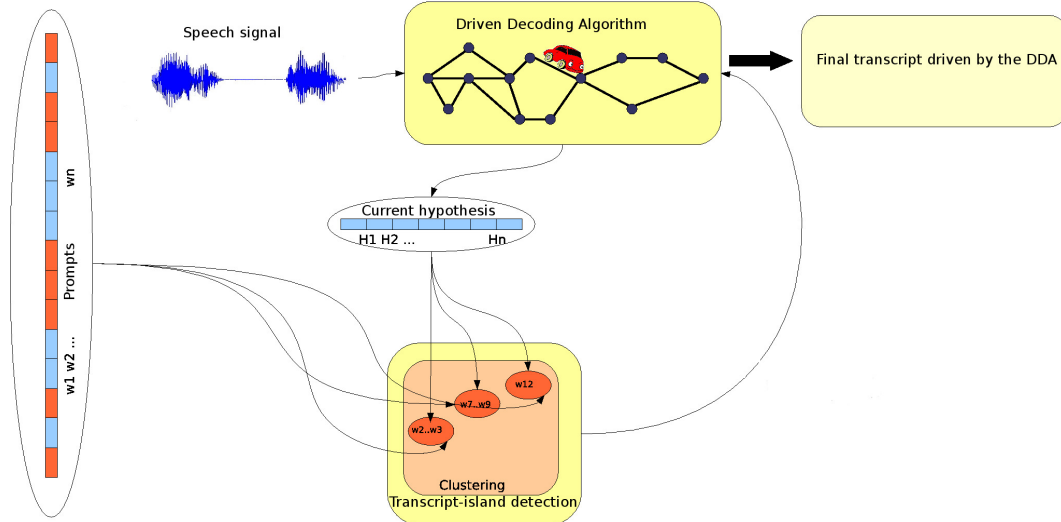 Driven Decoding Algorithm
Speech signal
Final transcript driven by the DDA
w1 w2 ... Prompts wn
Current hypothesis
H1 H2 ... Hn
w12
w7..w9
w2..w3
Clustering
Transcript-island detection